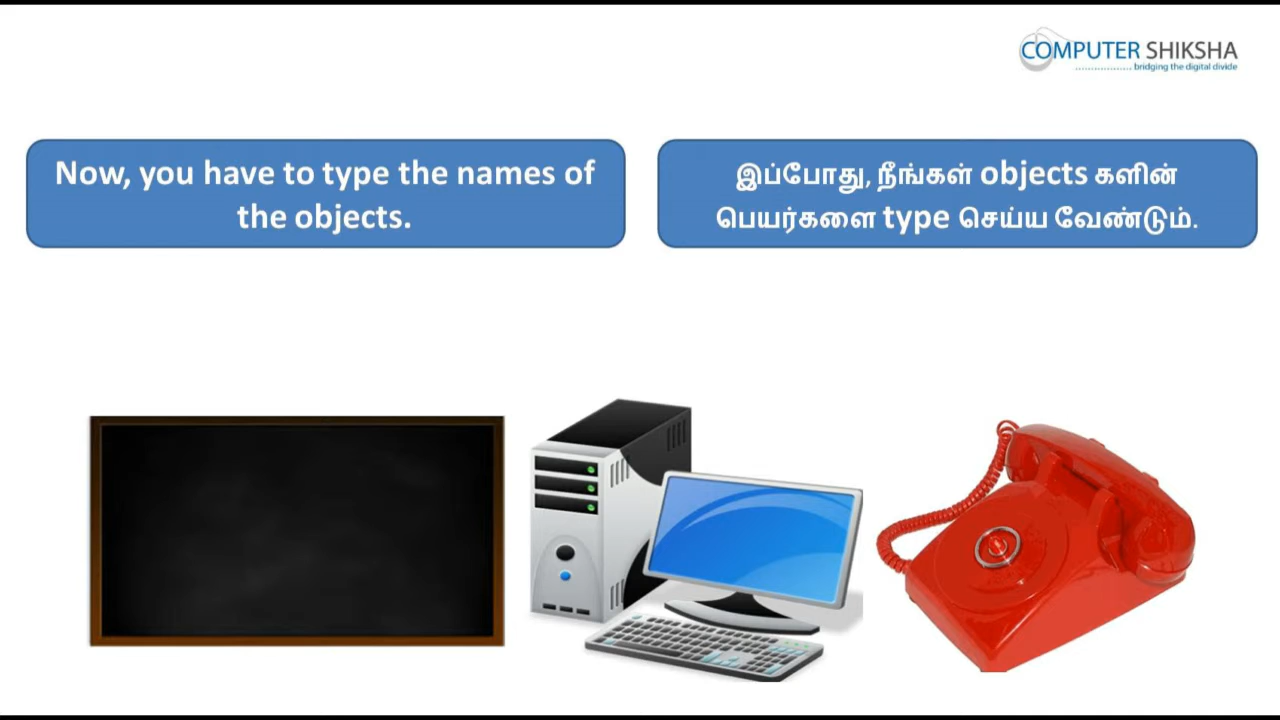 COMPUTER SHIKSHA
bridging the digital divide
Now, you have to type the names of
the objects.
இப்போது, நீங்கள் objects களின்
பெயர்களை type செய்ய வேண்டும்.